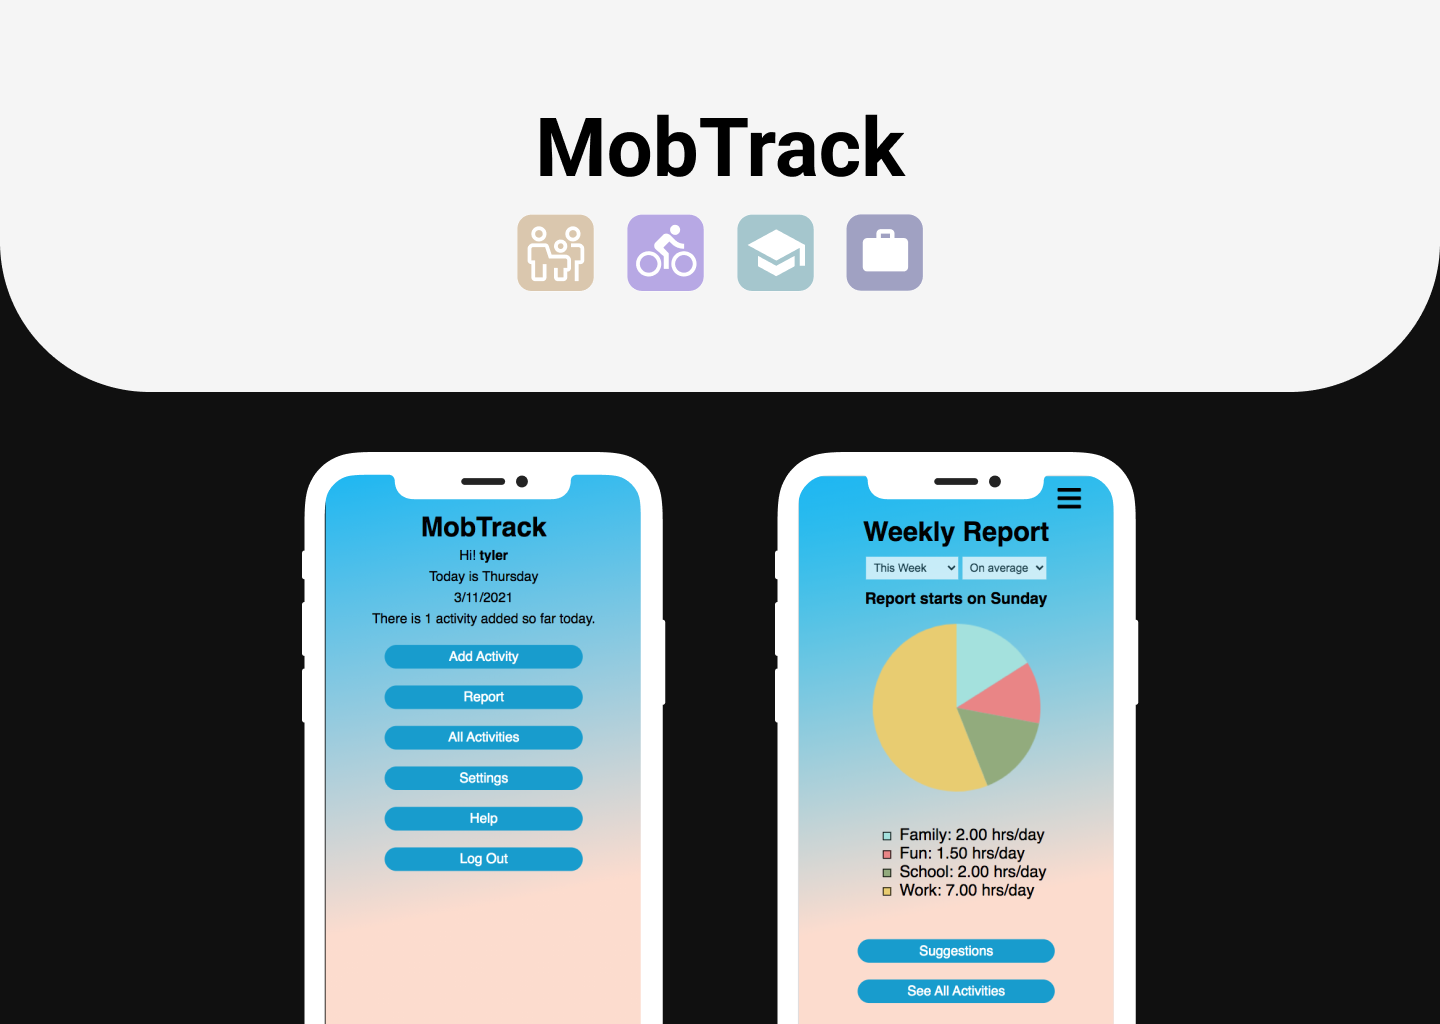 MobTrack
MobTrack
Hi! tyler
Today is Thursday
3/11/2021
There is 1 activity added so far today.
Add Activity
Report
All Activities
Settings
Help
Log Out
Weekly Report
This Week On average
Report starts on Sunday
Family: 2.00 hrs/day
Fun: 1.50 hrs/day
School: 2.00 hrs/day
Work: 7.00 hrs/day
Suggestions
See All Activities